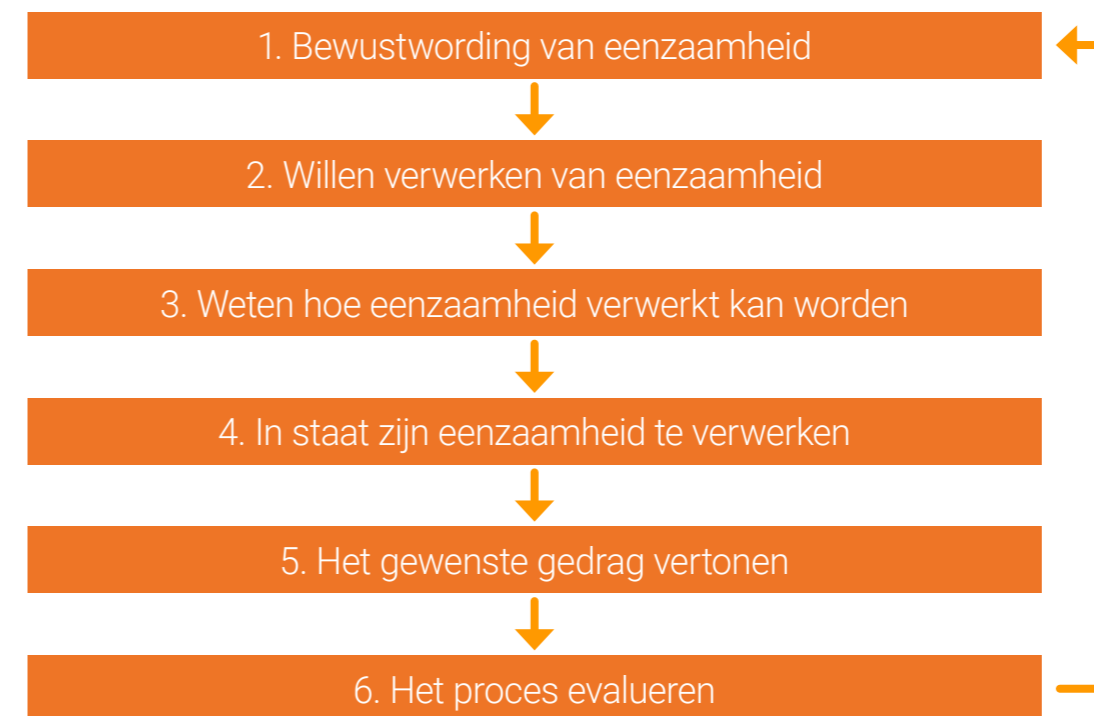 1. Bewustwording van eenzaamheid
2. Willen verwerken van eenzaamheid
3. Weten hoe eenzaamheid verwerkt kan worden
4. In staat zijn eenzaamheid te verwerken
5. Het gewenste gedrag vertonen
6. Het proces evalueren